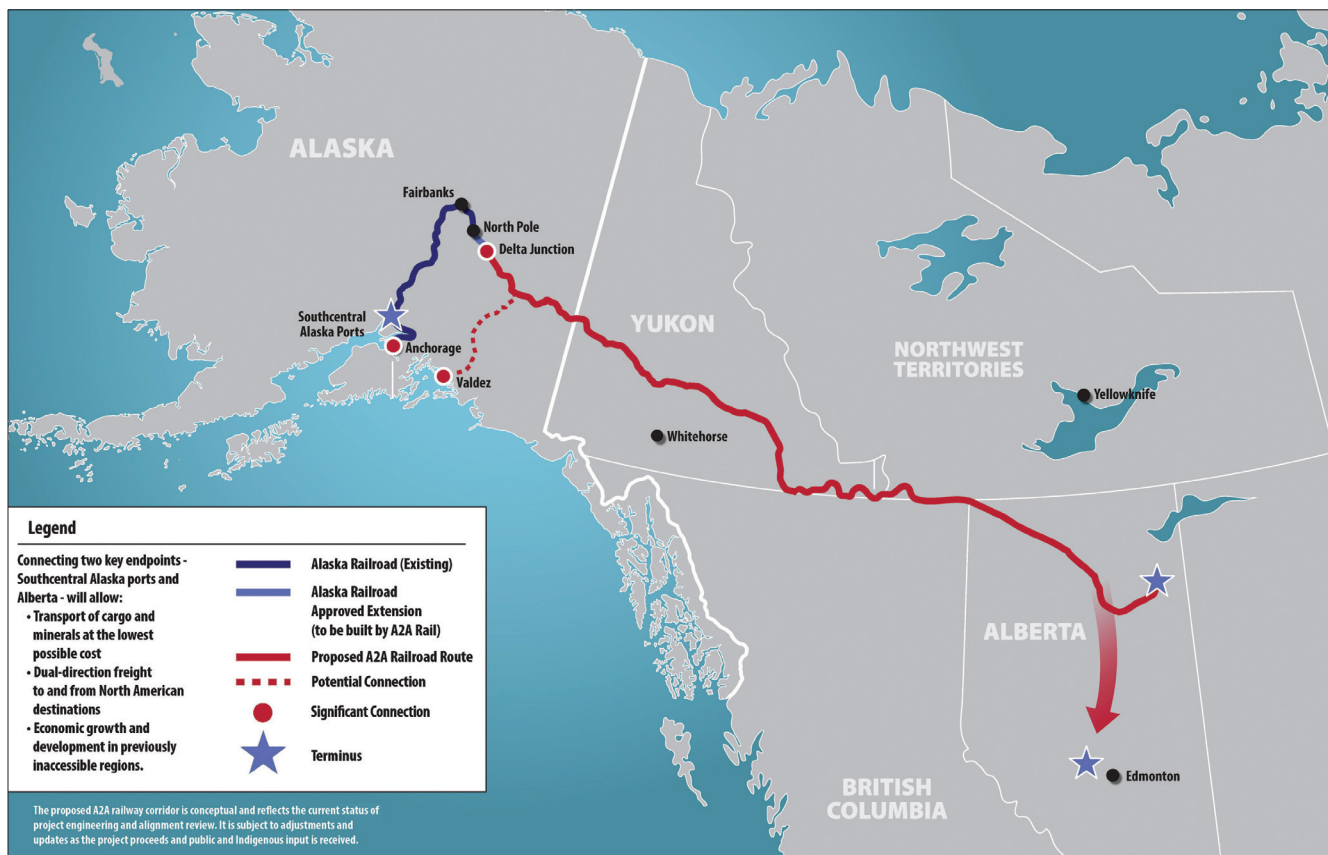 ALASKA
Fairbanks
North Pole
Delta Junction
Southcentral
Alaska Ports
Anchorage
Valdez
YUKON
Whitehorse
NORTHWEST
TERRITORIES
Yellowknife
ALBERTA
Edmonton
BRITISH
COLUMBIA
Legend
Connecting two key endpoints -
Southcentral Alaska ports and
Alberta - will allow:
• Transport of cargo and
minerals at the lowest
possible cost
• Dual-direction freight
to and from North American
destinations
• Economic growth and
development in previously
inaccessible regions.
Alaska Railroad (Existing)
Alaska Railroad
Approved Extension
(to be built by A2A Rail)
Proposed A2A Railroad Route
Potential Connection
Significant Connection
Terminus
The proposed A2A railway corridor is conceptual and reflects the current status of
project engineering and alignment review. It is subject to adjustments and
updates as the project proceeds and public and Indigenous input is received.